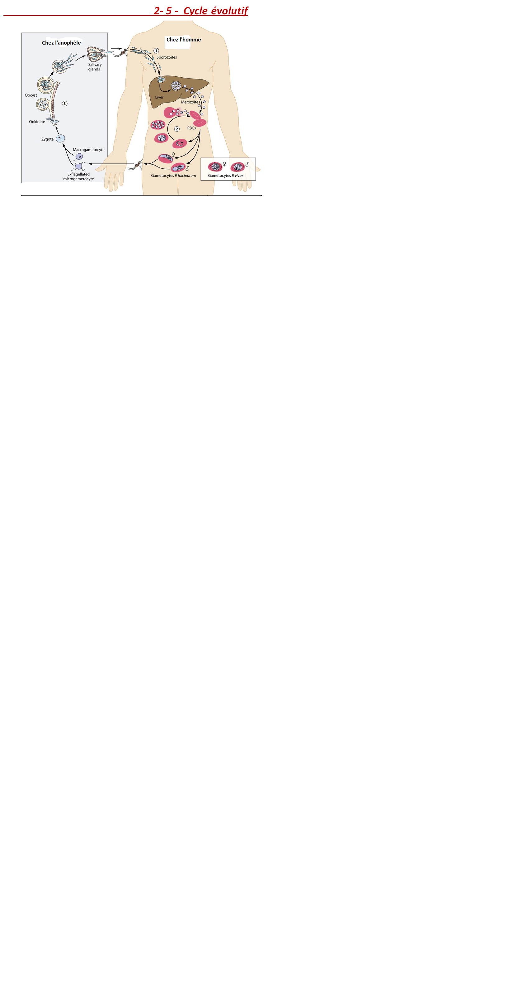 2- 5 - Cycle évolutif
Chez l'anophèle
Chez l'homme
1
Sporozoites
Salivary
glands
Oocyst
3
Liver
Merozoites
Ookinete
2
RBCs
Zygote
Macrogametocyte
♀
♂
Exflagellated
microgametocyte
Gametocytes P. falciparum
♀
♂
Gametocytes P. vivax